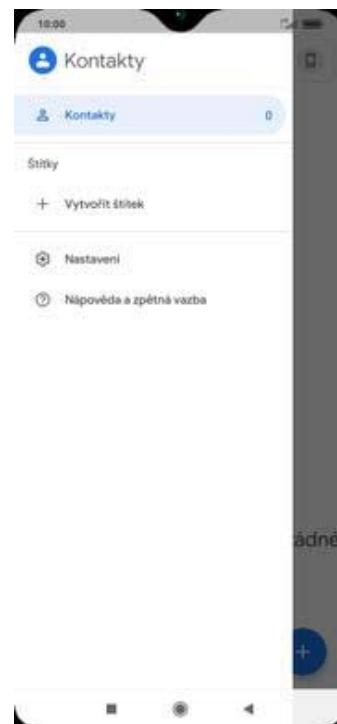 10:00
Kontakty
Kontakty 0
Štítky
Vytvořit štítek
Nastavení
Nápověda a zpětná vazba
ádné